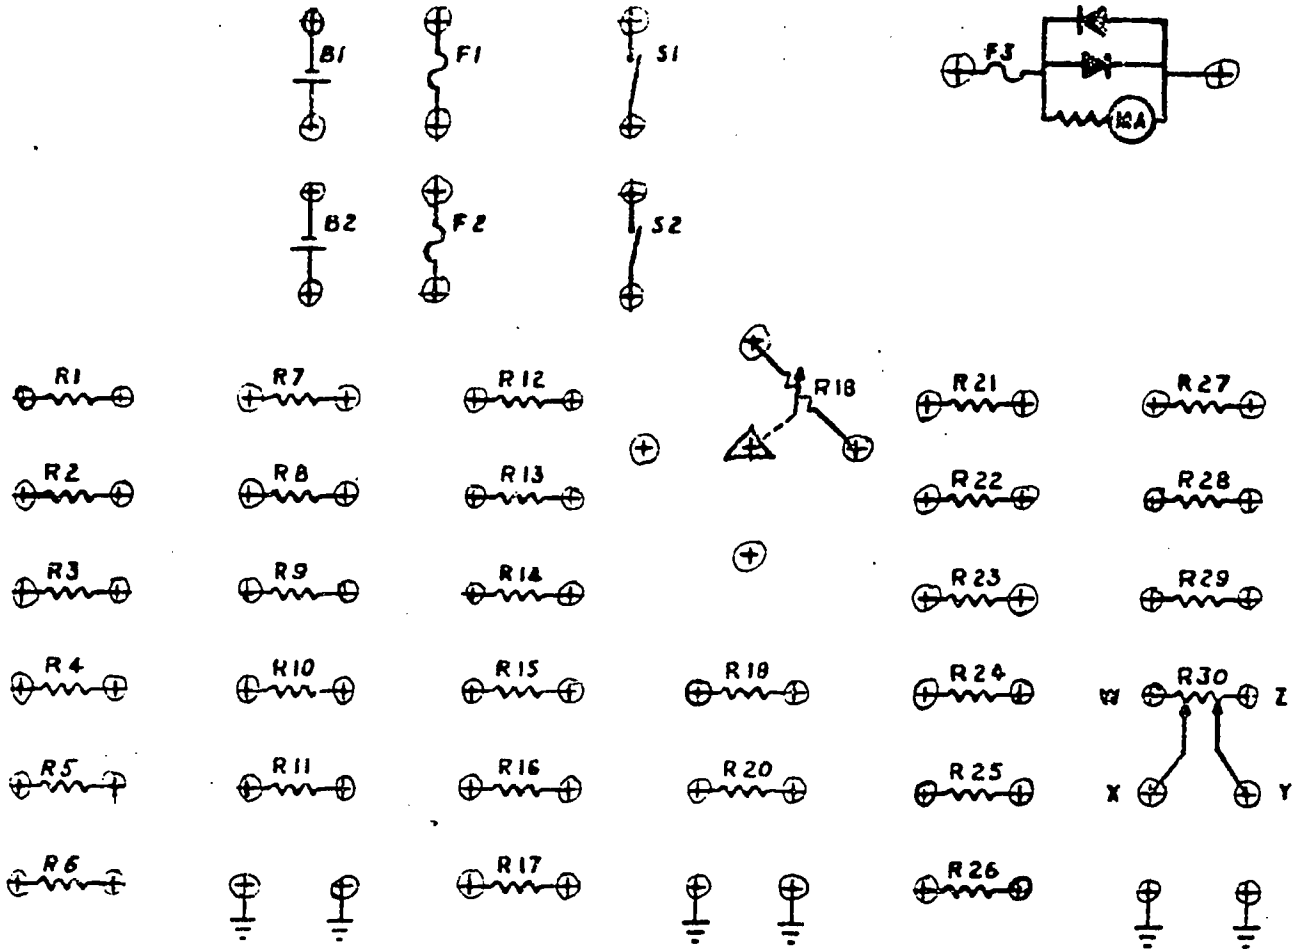 B1 F1 S1 F3
MA
B2 F2 S2
R1 R7 R12 R18 R21 R27
R2 R8 R13 R22 R28
R3 R9 R14 R23 R29
R4 R10 R15 R18 R24 W R30 Z
R5 R11 R16 R20 R25 X Y
R6 R17 R26